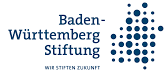 Baden-
Württemberg
Stiftung
WIR STIFTEN ZUKUNFT